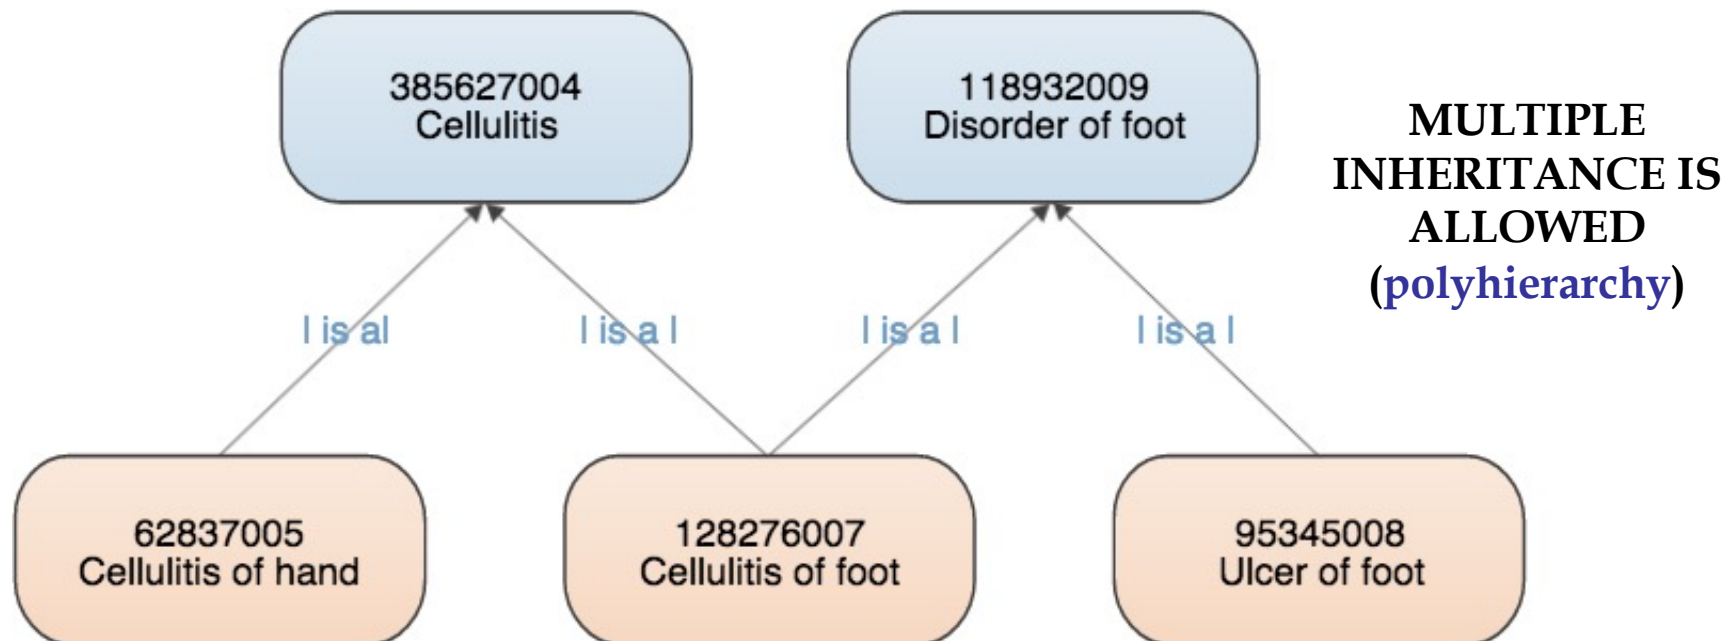 385627004
Cellulitis
118932009
Disorder of foot
MULTIPLE
INHERITANCE IS
ALLOWED
(polyhierarchy)
| is a|
| is a |
| is a |
| is a |
62837005
Cellulitis of hand
128276007
Cellulitis of foot
95345008
Ulcer of foot